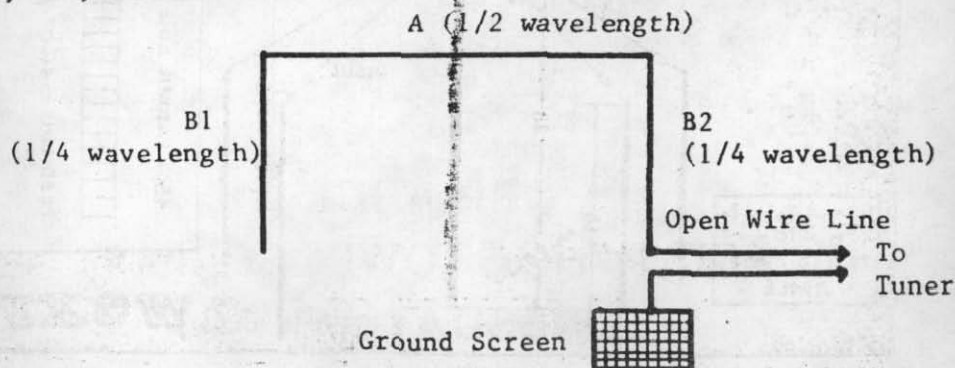 A (1/2 wavelength)
B1
(1/4 wavelength)
B2
(1/4 wavelength)
Open Wire Line
To
Tuner
Ground Screen